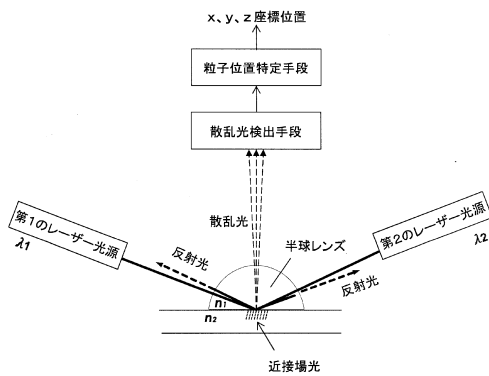 x、y、z座標位置
粒子位置特定手段
散乱光検出手段
散乱光
第1のレーザー光源
λ1
反射光
半球レンズ
第2のレーザー光源
λ2
反射光
n1
n2
近接場光